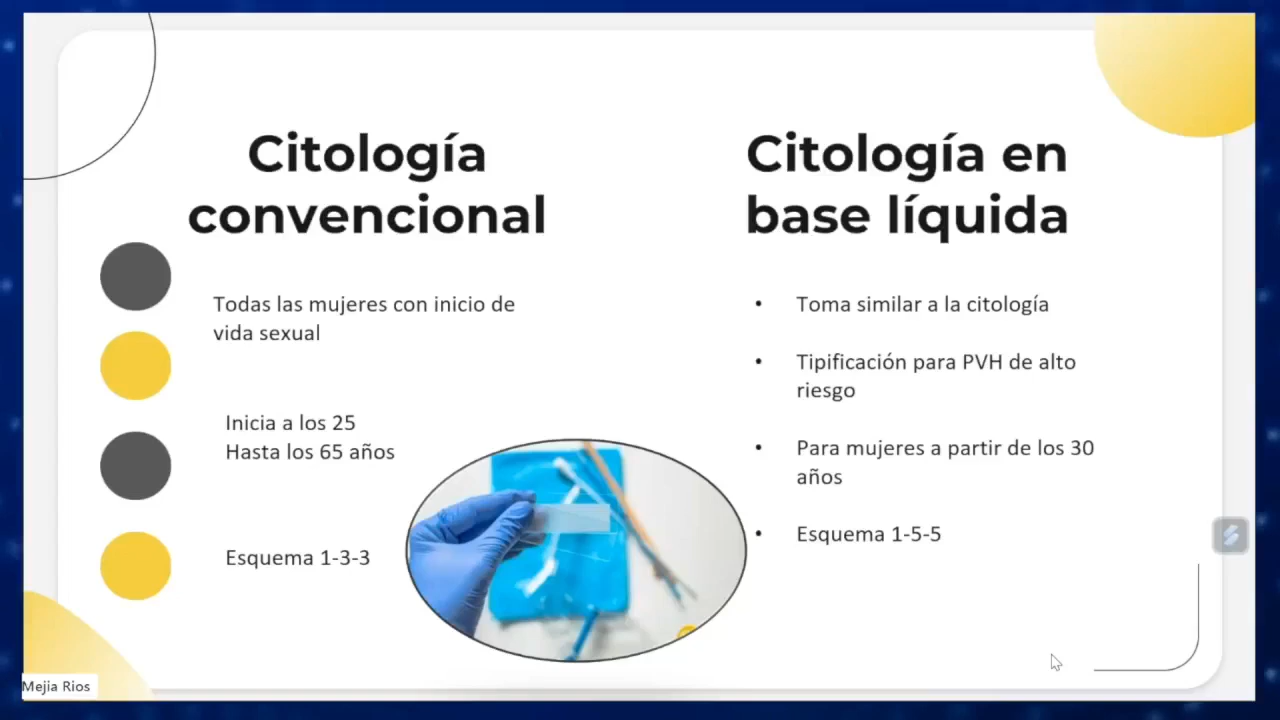 Citología
convencional
Todas las mujeres con inicio de
vida sexual
Inicia a los 25
Hasta los 65 años
Esquema 1-3-3
Citología en
base líquida
• Toma similar a la citología
• Tipificación para PVH de alto
riesgo
• Para mujeres a partir de los 30
años
• Esquema 1-5-5
Mejia Rios